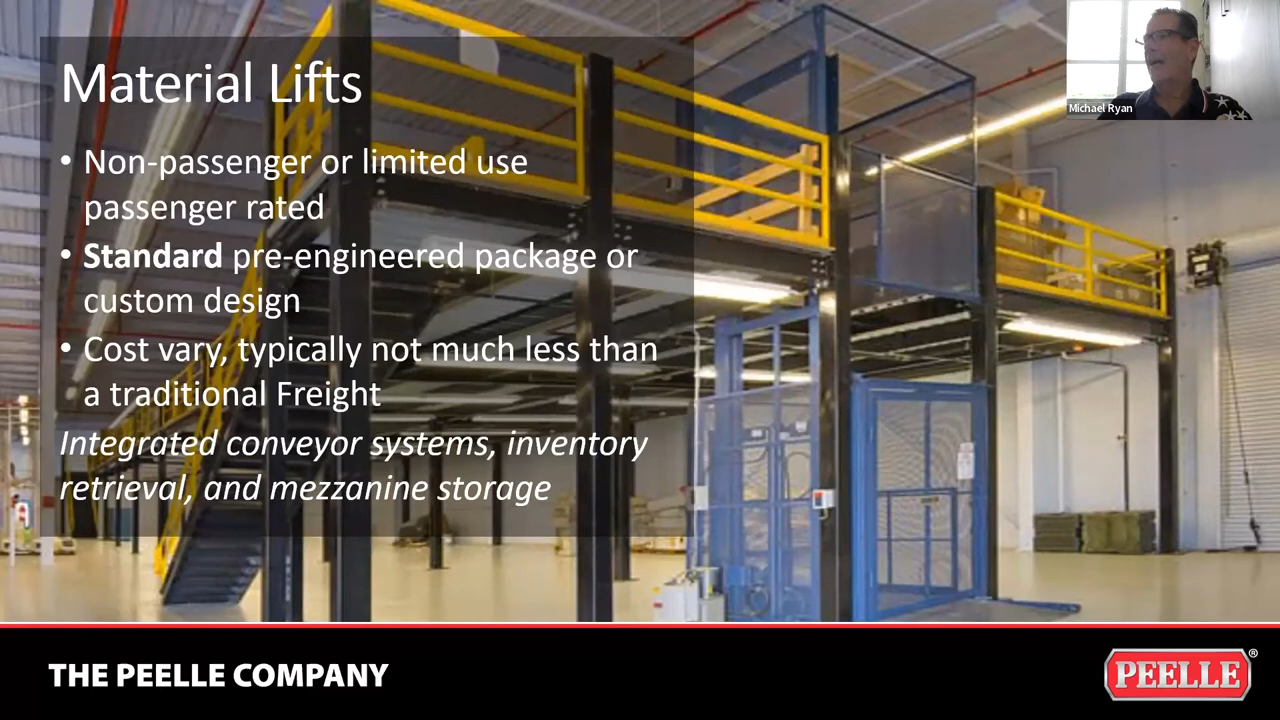 Material Lifts
• Non-passenger or limited use
passenger rated
• Standard pre-engineered package or
custom design
• Cost vary, typically not much less than
a traditional Freight
Integrated conveyor systems, inventory
retrieval, and mezzanine storage
Michael Ryan
THE PEELLE COMPANY
PEELLE®